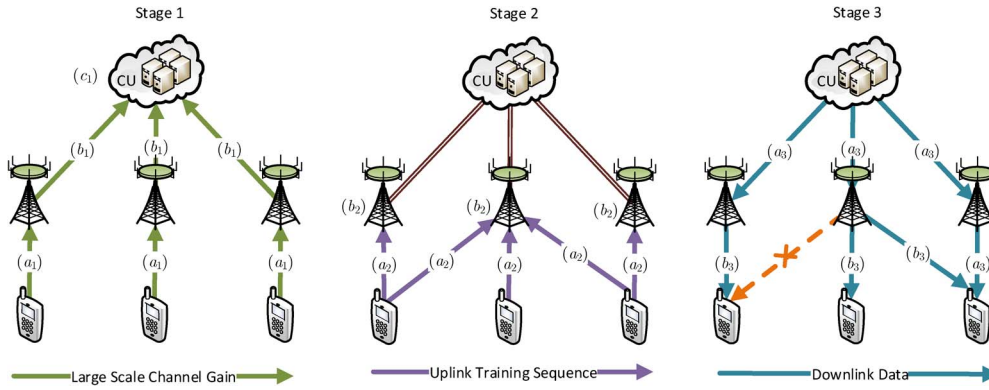 Stage 1
Stage 2
Stage 3
(c₁)
CU
CU
CU
(b₁)
(b₁)
(b₁)
(a₃)
(a₃)
(a₃)
(b₂)
(b₂)
(b₂)
(a₁)
(a₁)
(a₁)
(a₂)
(a₂)
(a₂)
(a₂)
(a₂)
(b₃)
(b₃)
(b₃)
(a₃)
Large Scale Channel Gain
Uplink Training Sequence
Downlink Data